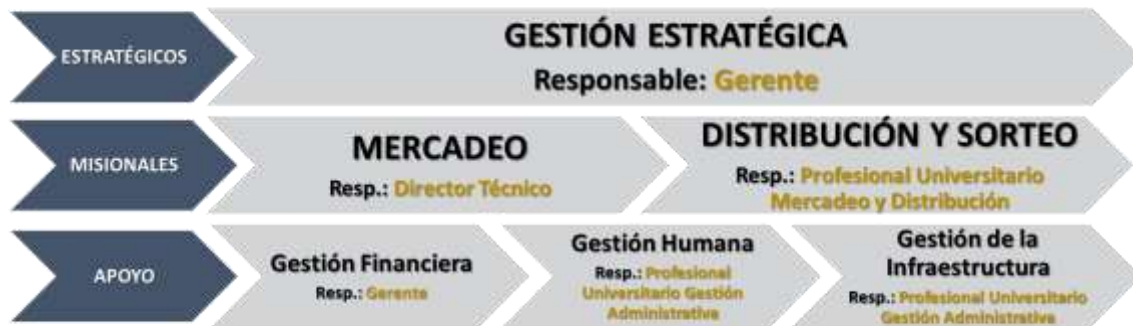 ESTRATÉGICOS
GESTIÓN ESTRATÉGICA
Responsable: Gerente
MISIONALES
MERCADEO
Resp.: Director Técnico
DISTRIBUCIÓN Y SORTEO
Resp.: Profesional Universitario
Mercadeo y Distribución
APOYO
Gestión Financiera
Resp.: Gerente
Gestión Humana
Resp.: Profesional
Universitario Gestión
Administrativa
Gestión de la
Infraestructura
Resp.: Profesional Universitario
Gestión Administrativa